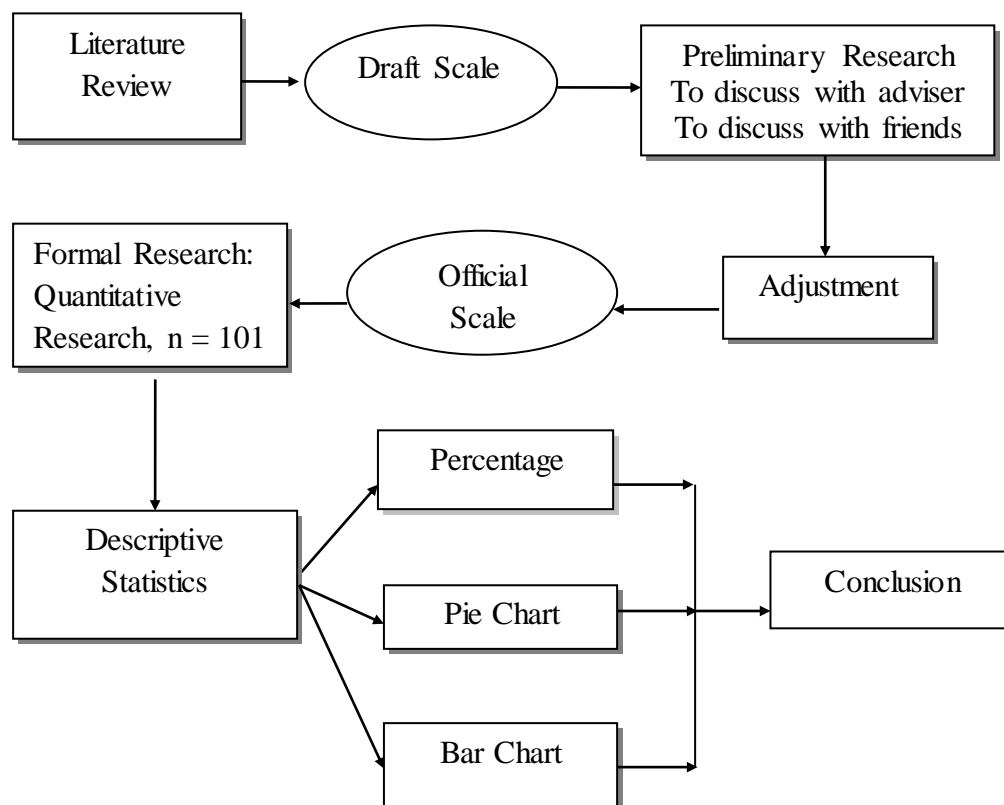 Literature
Review
Draft Scale
Preliminary Research
To discuss with adviser
To discuss with friends
Formal Research:
Quantitative
Research, n = 101
Official
Scale
Adjustment
Percentage
Descriptive
Statistics
Pie Chart
Conclusion
Bar Chart